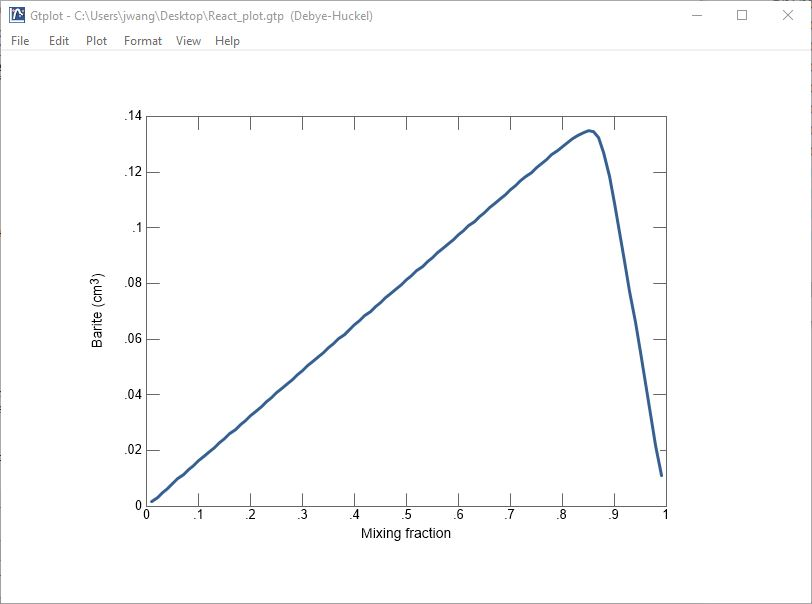 Gtplot - C:\Users\jwang\Desktop\React_plot.gtp (Debye-Huckel)
File Edit Plot Format View Help
.14
.12
.1
.08
.06
.04
.02
0
Barite (cm³)
0 .1 .2 .3 .4 .5 .6 .7 .8 .9 1
Mixing fraction